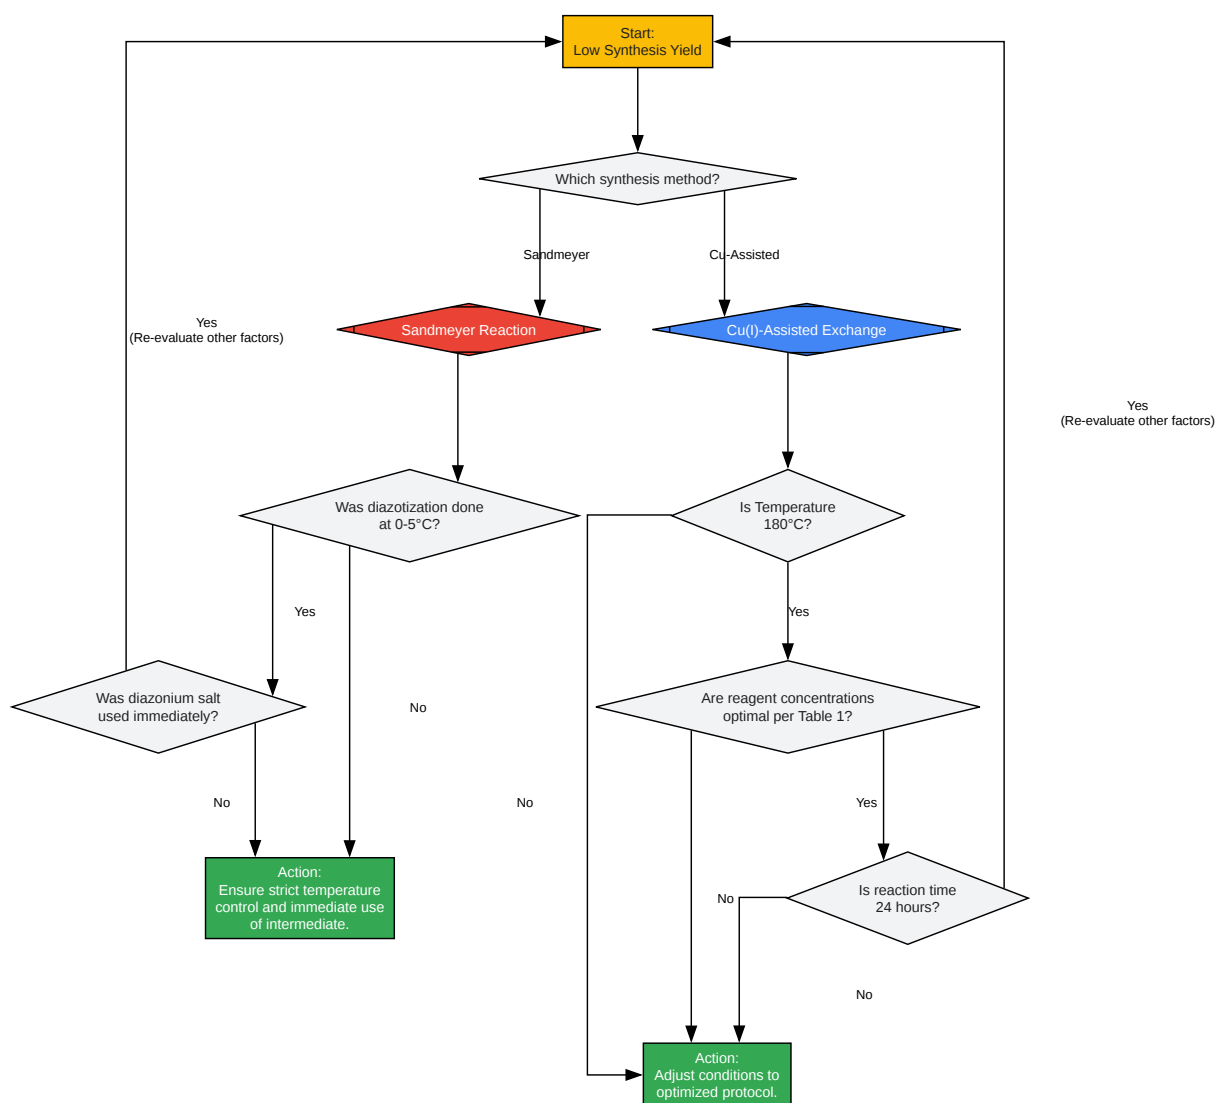 Start:
Low Synthesis Yield
Which synthesis method?
Sandmeyer
Cu-Assisted
Yes
(Re-evaluate other factors)
Sandmeyer Reaction
Cu(I)-Assisted Exchange
Yes
(Re-evaluate other factors)
Was diazotization done
at 0-5°C?
Is Temperature
180°C?
Yes
Yes
Was diazonium salt
used immediately?
No
Are reagent concentrations
optimal per Table 1?
No
No
Yes
Action:
Ensure strict temperature
control and immediate use
of intermediate.
No
Is reaction time
24 hours?
No
Action:
Adjust conditions to
optimized protocol.